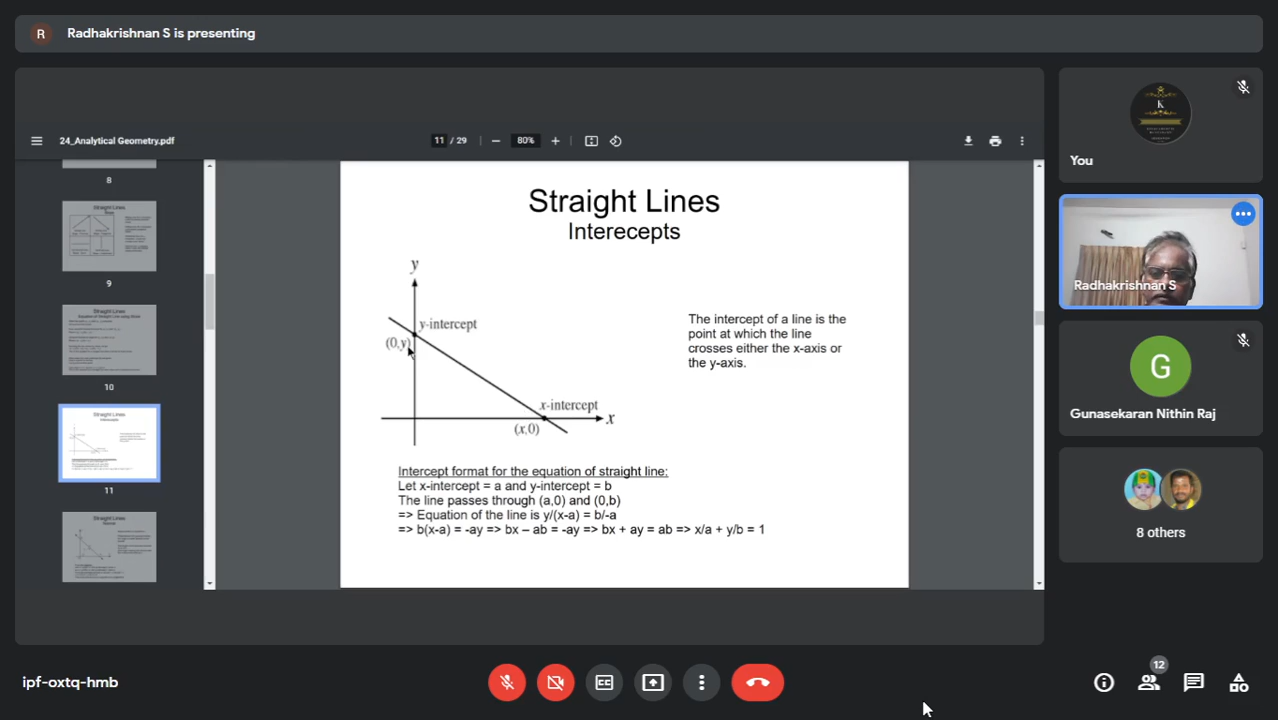 R Radhakrishnan S is presenting
24_Analytical Geometry.pdf
11 / 29
80%
8
9
10
11
Straight Lines
Interecepts
y
y-intercept
(0,y)
x-intercept
x
(x,0)
The intercept of a line is the
point at which the line
crosses either the x-axis or
the y-axis.
Intercept format for the equation of straight line:
Let x-intercept = a and y-intercept = b
The line passes through (a,0) and (0,b)
=> Equation of the line is y/(x-a) = b/-a
=> b(x-a) = -ay => bx – ab = -ay => bx + ay = ab => x/a + y/b = 1
K
You
Radhakrishnan S
G
Gunasekaran Nithin Raj
8 others
ipf-oxtq-hmb
CC
12